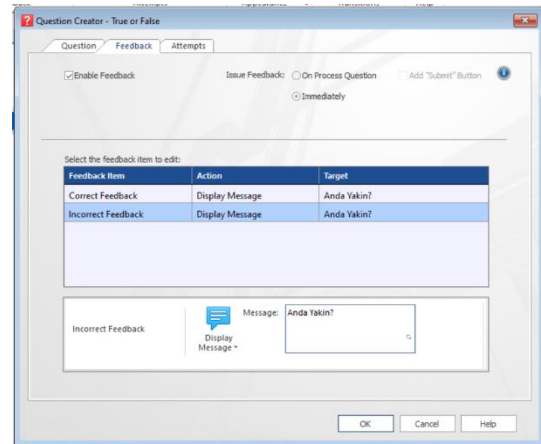 Question Creator - True or False
Question Feedback Attempts
Enable Feedback Issue Feedback: On Process Question Add "Submit" Button
Immediately
Select the feedback item to edit:
Feedback Item Action Target
Correct Feedback Display Message Anda Yakin?
Incorrect Feedback Display Message Anda Yakin?
Message: Anda Yakin?
Incorrect Feedback
Display
Message
OK Cancel Help